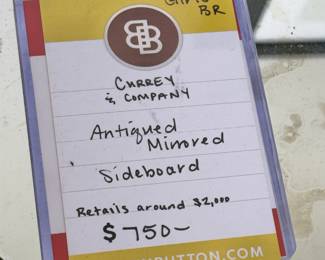 BR
CURREY
& COMPANY
Antiqued
Mirrored
Sideboard
Retails around $2,000
$750-
BUTTON.COM